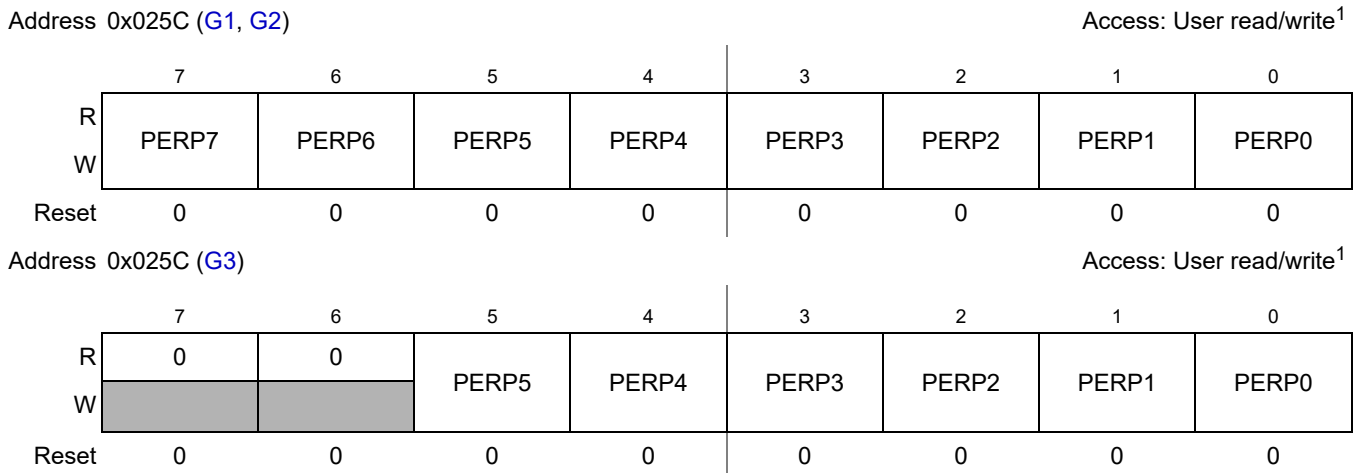 Address 0x025C (G1, G2) Access: User read/write1
7 6 5 4 3 2 1 0
R
PERP7 PERP6 PERP5 PERP4 PERP3 PERP2 PERP1 PERP0
W
Reset 0 0 0 0 0 0 0 0
Address 0x025C (G3) Access: User read/write1
7 6 5 4 3 2 1 0
R 0 0
PERP5 PERP4 PERP3 PERP2 PERP1 PERP0
W
Reset 0 0 0 0 0 0 0 0